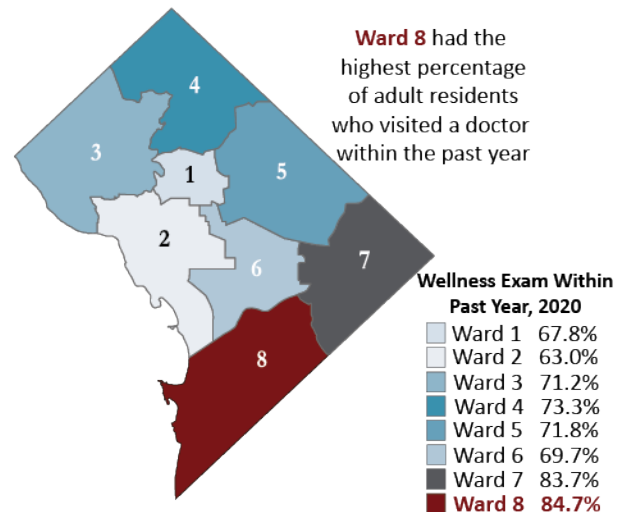 Ward 8 had the
highest percentage
of adult residents
who visited a doctor
within the past year
4
3
1
5
2
6
7
8
Wellness Exam Within
Past Year, 2020
Ward 1 67.8%
Ward 2 63.0%
Ward 3 71.2%
Ward 4 73.3%
Ward 5 71.8%
Ward 6 69.7%
Ward 7 83.7%
Ward 8 84.7%